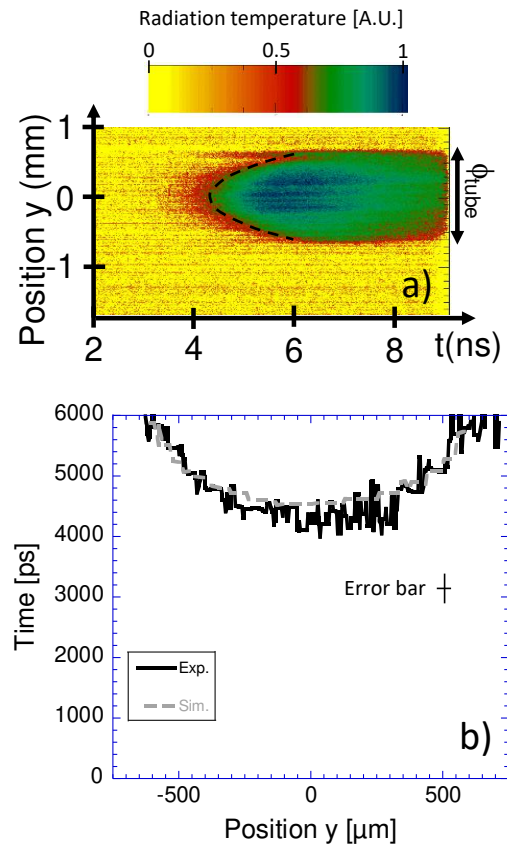 Radiation temperature [A.U.]
0 0.5 1
1
0
-1
Position y (mm)
ϕtube
a)
2 4 6 8 t(ns)
6000
5000
4000
3000
2000
1000
0
Time [ps]
Error bar
Exp.
Sim.
b)
-500 0 500
Position y [µm]